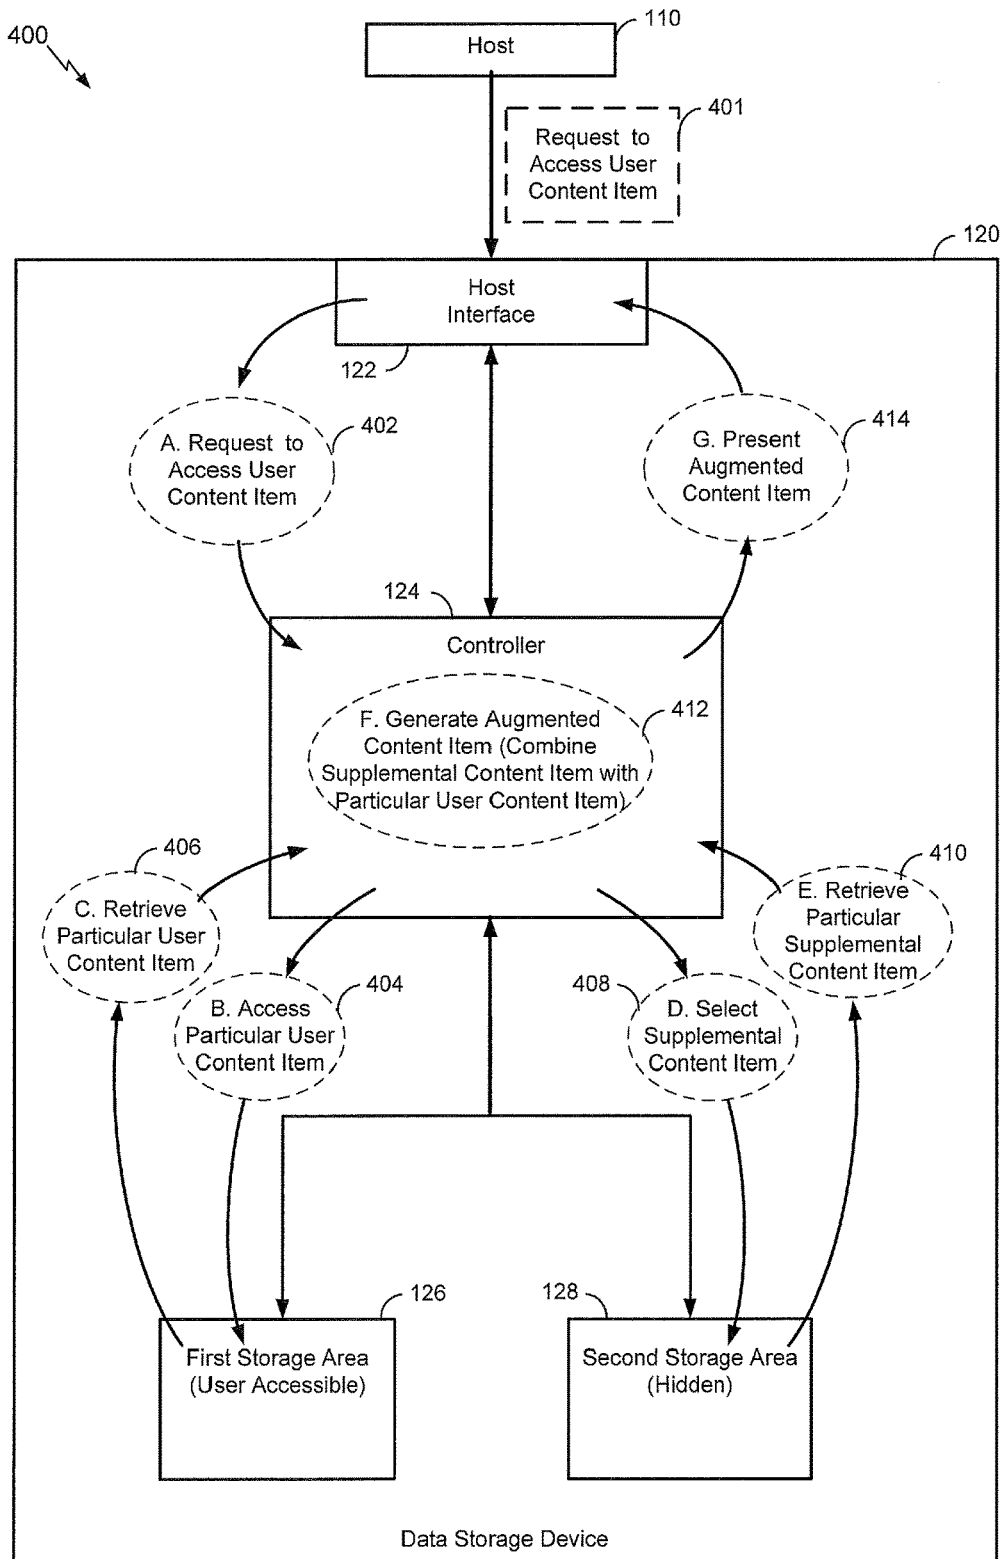 400
110
Host
401
Request to
Access User
Content Item
120
Host
Interface
122
A. Request to
Access User
Content Item
402
G. Present
Augmented
Content Item
414
124
Controller
F. Generate Augmented
Content Item (Combine
Supplemental Content Item with
Particular User Content Item)
412
406
C. Retrieve
Particular User
Content Item
410
E. Retrieve
Particular
Supplemental
Content Item
B. Access
Particular User
Content Item
404
408
D. Select
Supplemental
Content Item
126
First Storage Area
(User Accessible)
128
Second Storage Area
(Hidden)
Data Storage Device